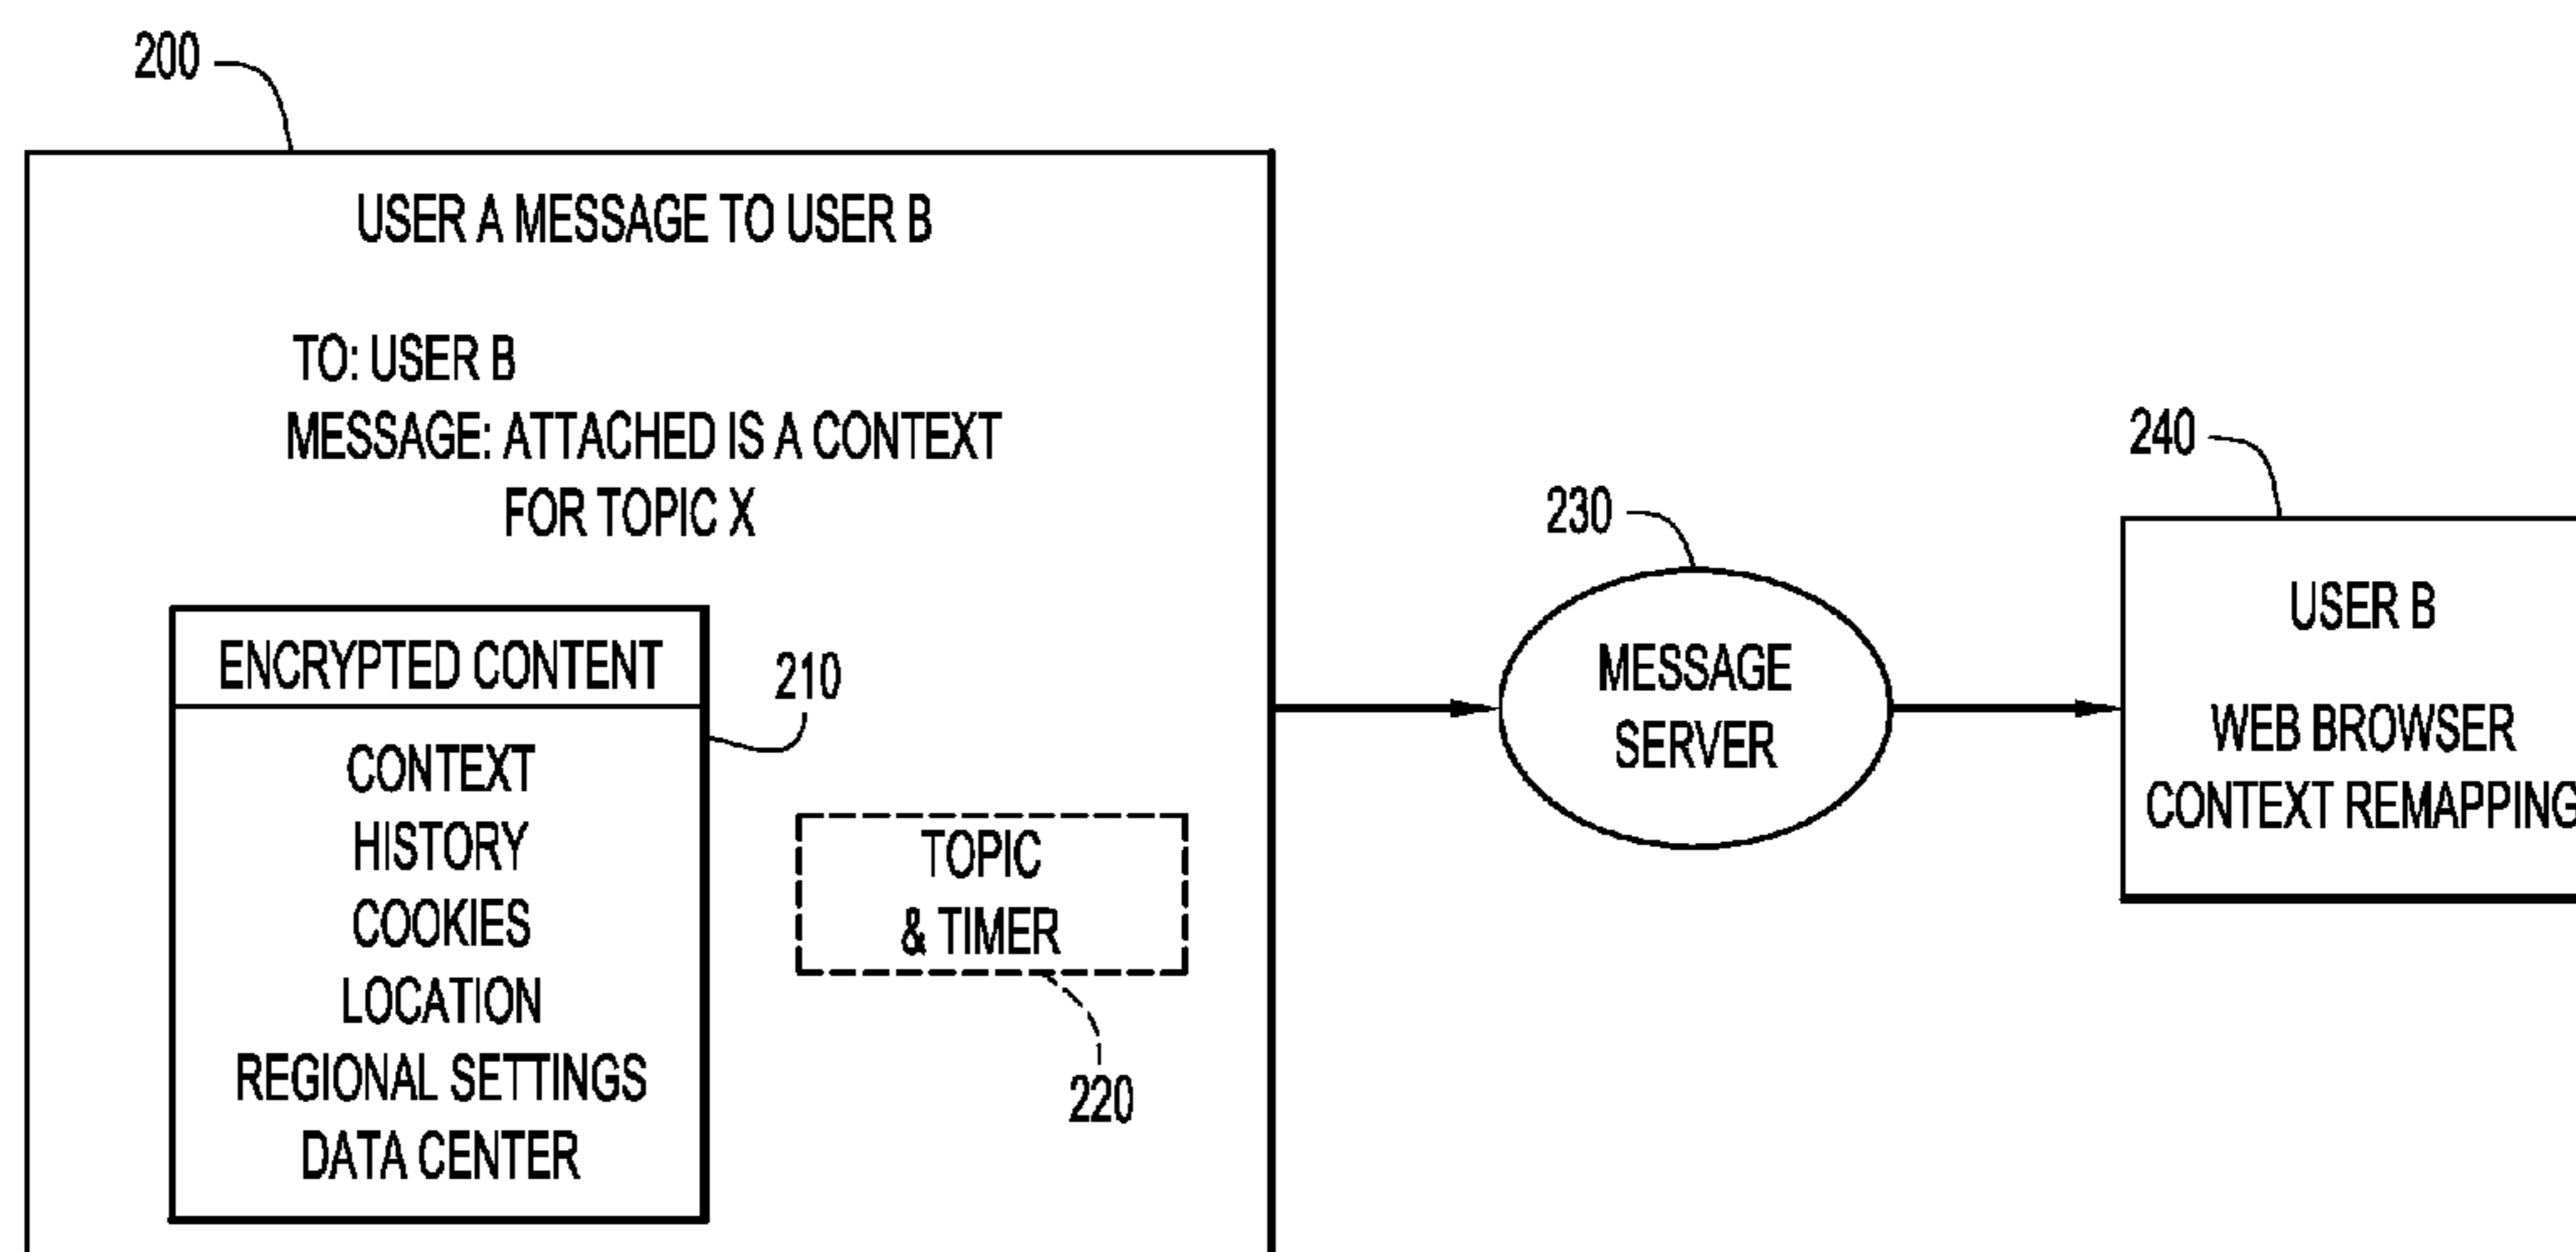 200
USER A MESSAGE TO USER B
TO: USER B
MESSAGE: ATTACHED IS A CONTEXT
FOR TOPIC X
ENCRYPTED CONTENT
210
CONTEXT
HISTORY
COOKIES
LOCATION
REGIONAL SETTINGS
DATA CENTER
TOPIC
& TIMER
220
230
MESSAGE
SERVER
240
USER B
WEB BROWSER
CONTEXT REMAPPING